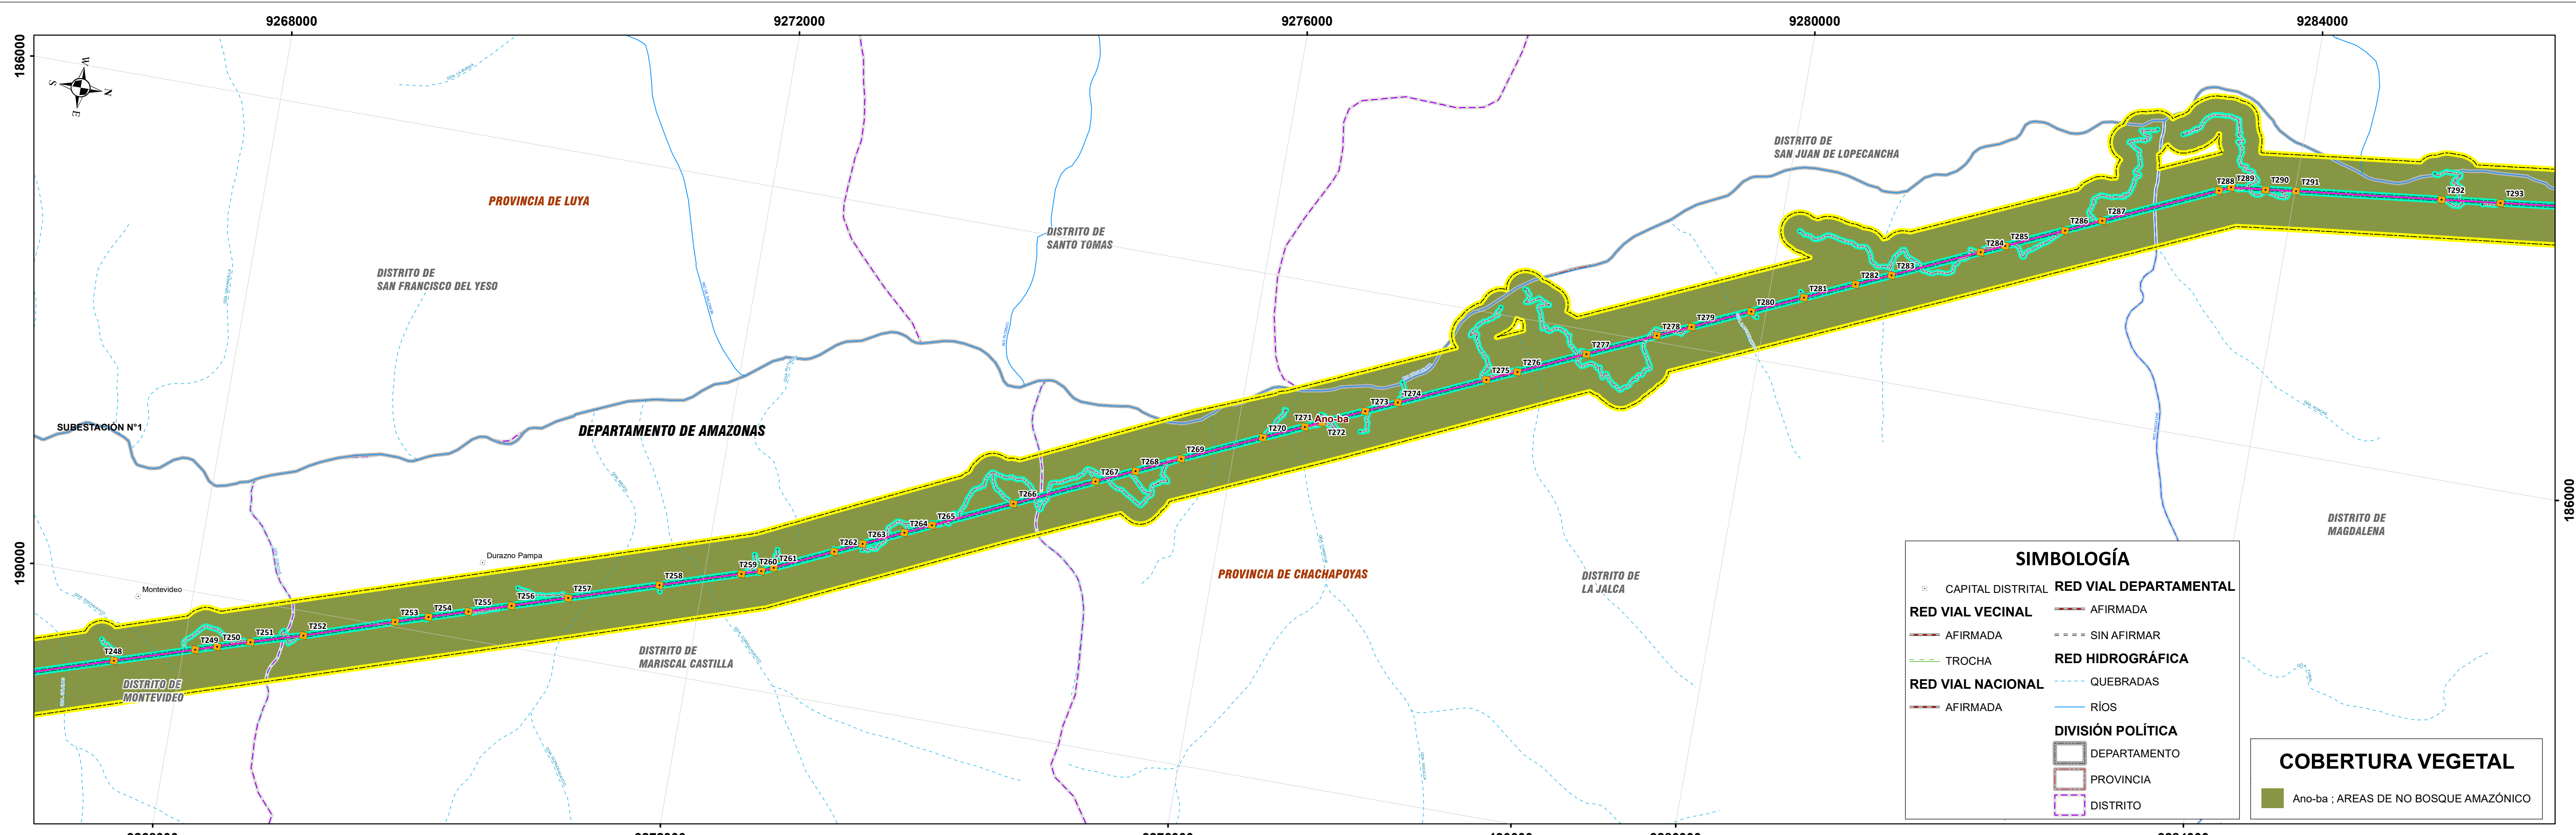 9268000
9272000
9276000
9280000
9284000
186000
190000
W
S
N
E
PROVINCIA DE LUYA
DISTRITO DE
SAN FRANCISCO DEL YESO
DISTRITO DE
SANTO TOMAS
DISTRITO DE
SAN JUAN DE LOPECANCHA
SUBESTACIÓN N°1
DEPARTAMENTO DE AMAZONAS
Durazno Pampa
Montevideo
DISTRITO DE
MONTEVIDEO
DISTRITO DE
MARISCAL CASTILLA
PROVINCIA DE CHACHAPOYAS
DISTRITO DE
LA JALCA
DISTRITO DE
MAGDALENA
186000
Ano-ba
T248
T249
T250
T251
T252
T253
T254
T255
T256
T257
T258
T259
T260
T261
T262
T263
T264
T265
T266
T267
T268
T269
T270
T271
T272
T273
T274
T275
T276
T277
T278
T279
T280
T281
T282
T283
T284
T285
T286
T287
T288
T289
T290
T291
T292
T293
SIMBOLOGÍA
CAPITAL DISTRITAL
RED VIAL VECINAL
AFIRMADA
TROCHA
RED VIAL NACIONAL
AFIRMADA
RED VIAL DEPARTAMENTAL
AFIRMADA
SIN AFIRMAR
RED HIDROGRÁFICA
QUEBRADAS
RÍOS
DIVISIÓN POLÍTICA
DEPARTAMENTO
PROVINCIA
DISTRITO
COBERTURA VEGETAL
Ano-ba ; AREAS DE NO BOSQUE AMAZÓNICO